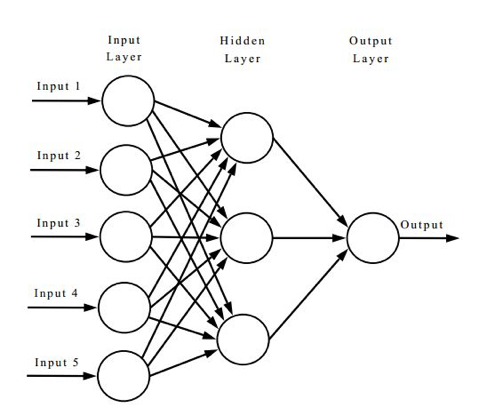 Input
Layer
Hidden
Layer
Output
Layer
Input 1
Input 2
Input 3
Input 4
Input 5
Output